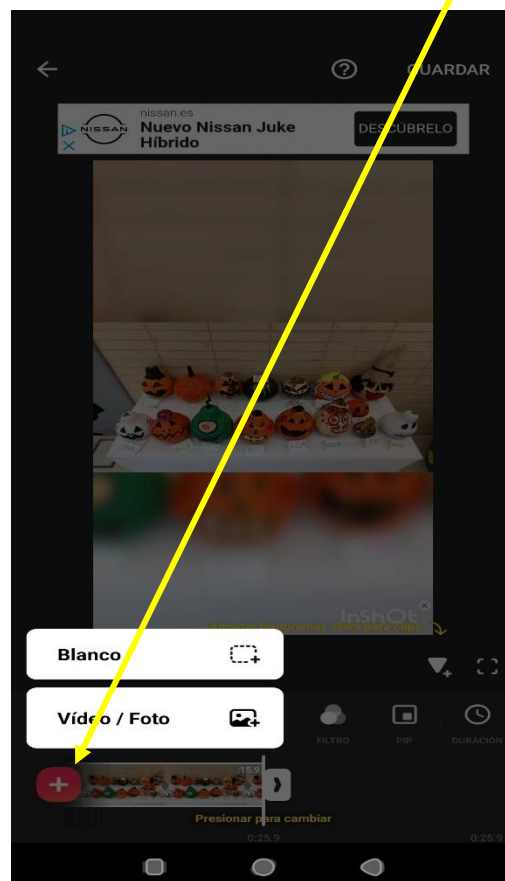 GUARDAR
nissan.es
NISSAN
Nuevo Nissan Juke
Híbrido
DESCÚBRELO
InShOt
Blanco
Vídeo / Foto
FILTRO
PIP
DURACIÓN
:15.9
Presionar para cambiar
0:25.9
0:25.9